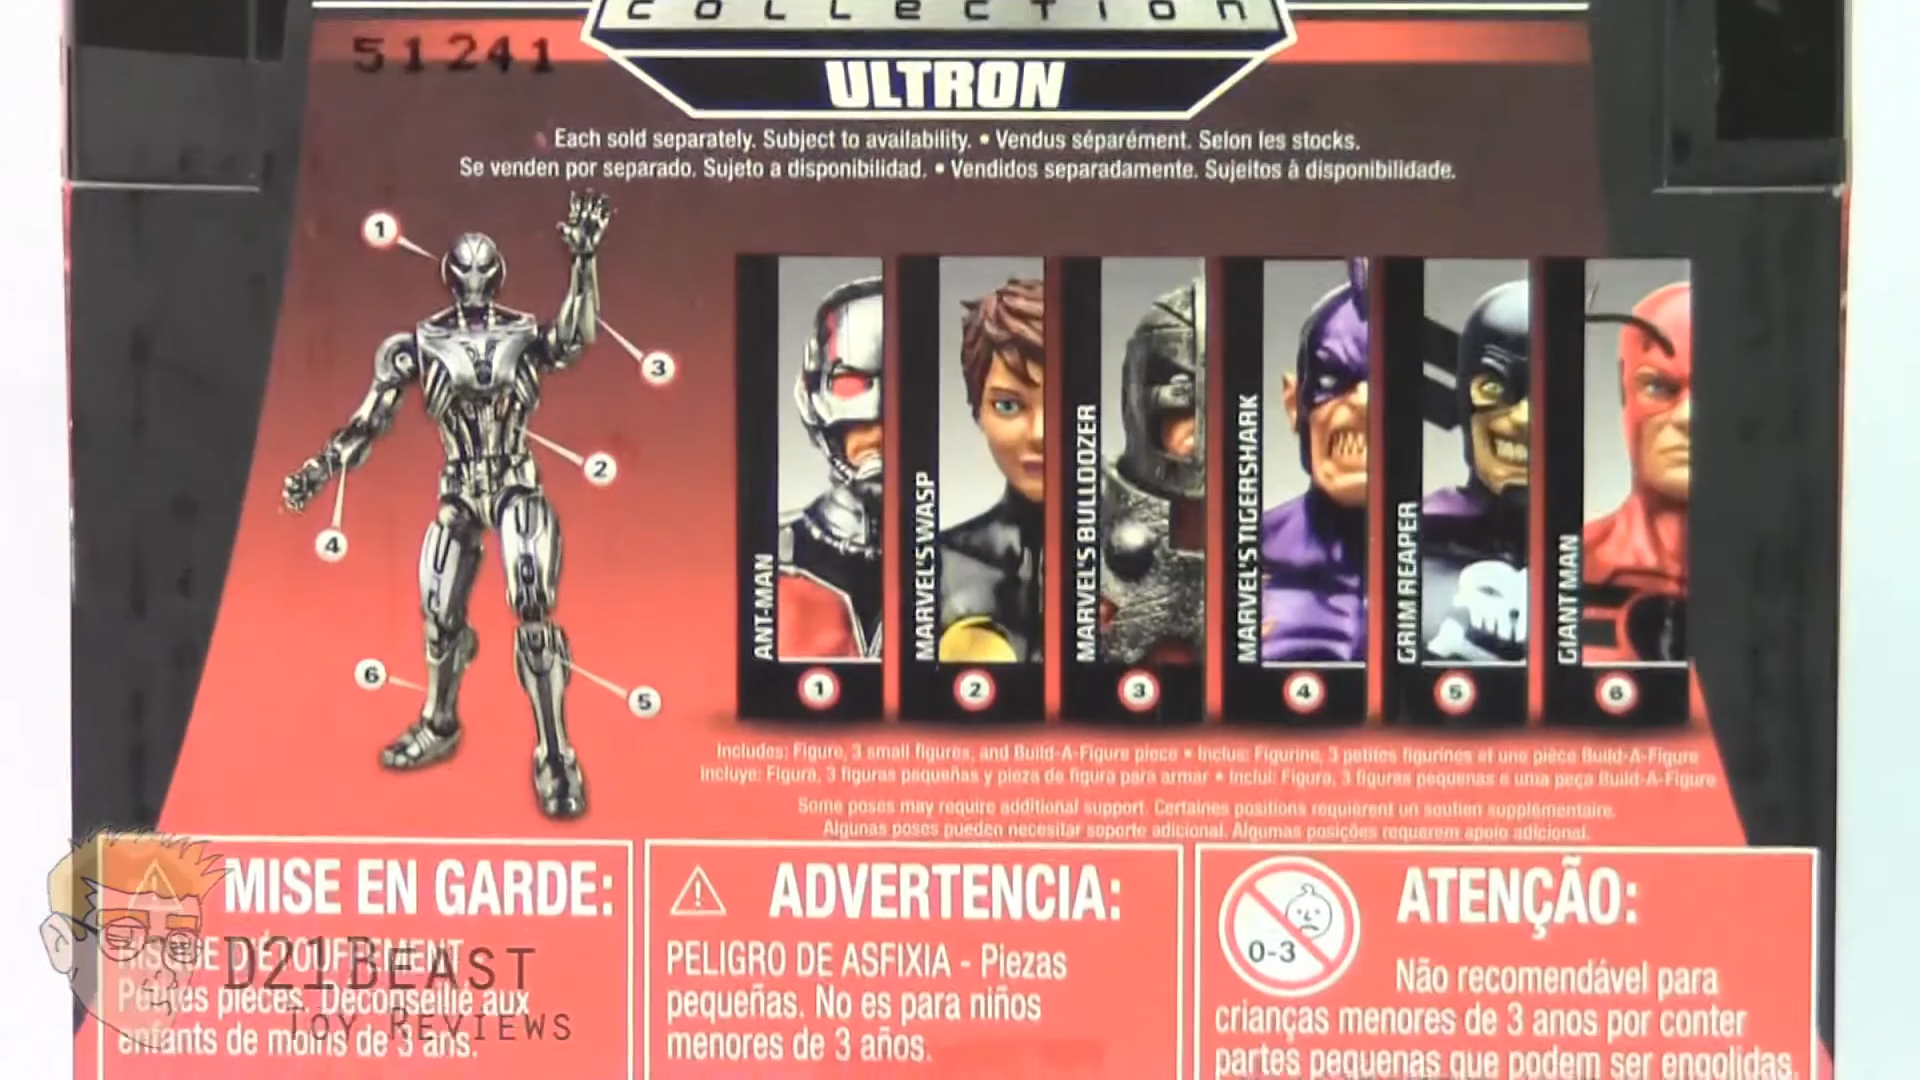 COLLECTION
51241
ULTRON
Each sold separately. Subject to availability. • Vendus séparément. Selon les stocks.
Se venden por separado. Sujeto a disponibilidad. • Vendidos separadamente. Sujeitos à disponibilidade.
1
3
2
4
6
5
ANT-MAN
MARVEL'S WASP
MARVEL'S BULLDOZER
MARVEL'S TIGERSHARK
GRIM REAPER
GIANT MAN
1
2
3
4
5
6
Includes: Figure, 3 small figures, and Build-A-Figure piece • Inclus: Figurine, 3 petites figurines et une pièce Build-A-Figure
Incluye: Figura, 3 figuras pequeñas y pieza de figura para armar • Inclui: Figura, 3 figuras pequenas e uma peça Build-A-Figure
Some poses may require additional support. Certaines positions requièrent un soutien supplémentaire.
Algunas poses pueden necesitar soporte adicional. Algumas posições requerem apoio adicional.
MISE EN GARDE:
RISQUE D'ÉTOUFFEMENT
Petites pièces. Déconseillé aux
enfants de moins de 3 ans.
ADVERTENCIA:
PELIGRO DE ASFIXIA - Piezas
pequeñas. No es para niños
menores de 3 años.
0-3
ATENÇÃO:
Não recomendável para
crianças menores de 3 anos por conter
partes pequenas que podem ser engolidas.
D21BEAST
TOY REVIEWS